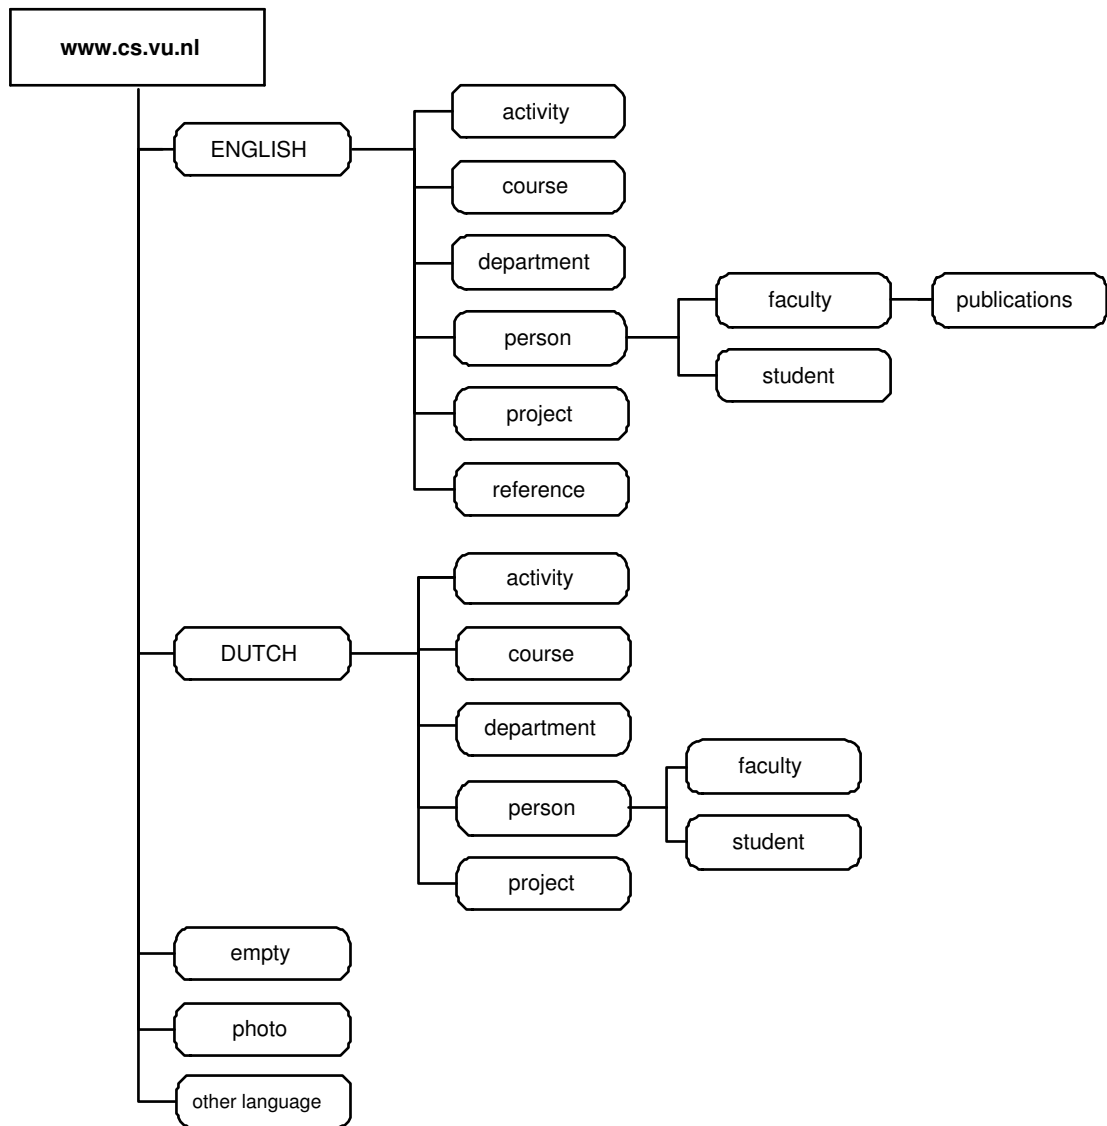 www.cs.vu.nl
ENGLISH
activity
course
department
person
faculty
publications
student
project
reference
DUTCH
activity
course
department
person
faculty
student
project
empty
photo
other language